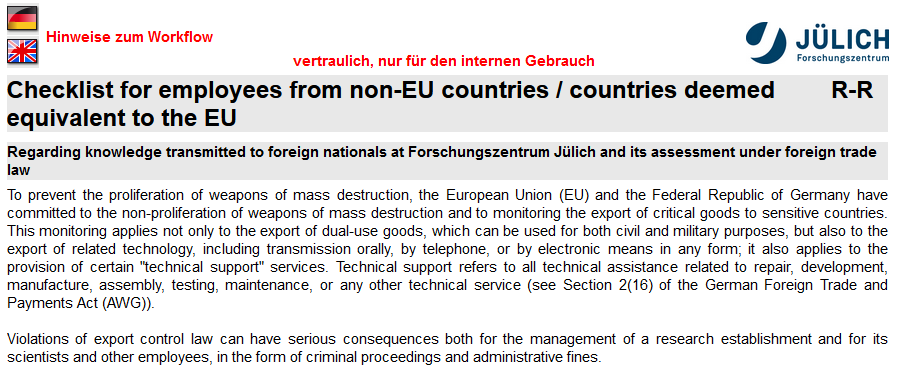 Hinweise zum Workflow
vertraulich, nur für den internen Gebrauch
JÜLICH
Forschungszentrum
Checklist for employees from non-EU countries / countries deemed R-R
equivalent to the EU
Regarding knowledge transmitted to foreign nationals at Forschungszentrum Jülich and its assessment under foreign trade
law
To prevent the proliferation of weapons of mass destruction, the European Union (EU) and the Federal Republic of Germany have
committed to the non-proliferation of weapons of mass destruction and to monitoring the export of critical goods to sensitive countries.
This monitoring applies not only to the export of dual-use goods, which can be used for both civil and military purposes, but also to the
export of related technology, including transmission orally, by telephone, or by electronic means in any form; it also applies to the
provision of certain "technical support" services. Technical support refers to all technical assistance related to repair, development,
manufacture, assembly, testing, maintenance, or any other technical service (see Section 2(16) of the German Foreign Trade and
Payments Act (AWG)).
Violations of export control law can have serious consequences both for the management of a research establishment and for its
scientists and other employees, in the form of criminal proceedings and administrative fines.